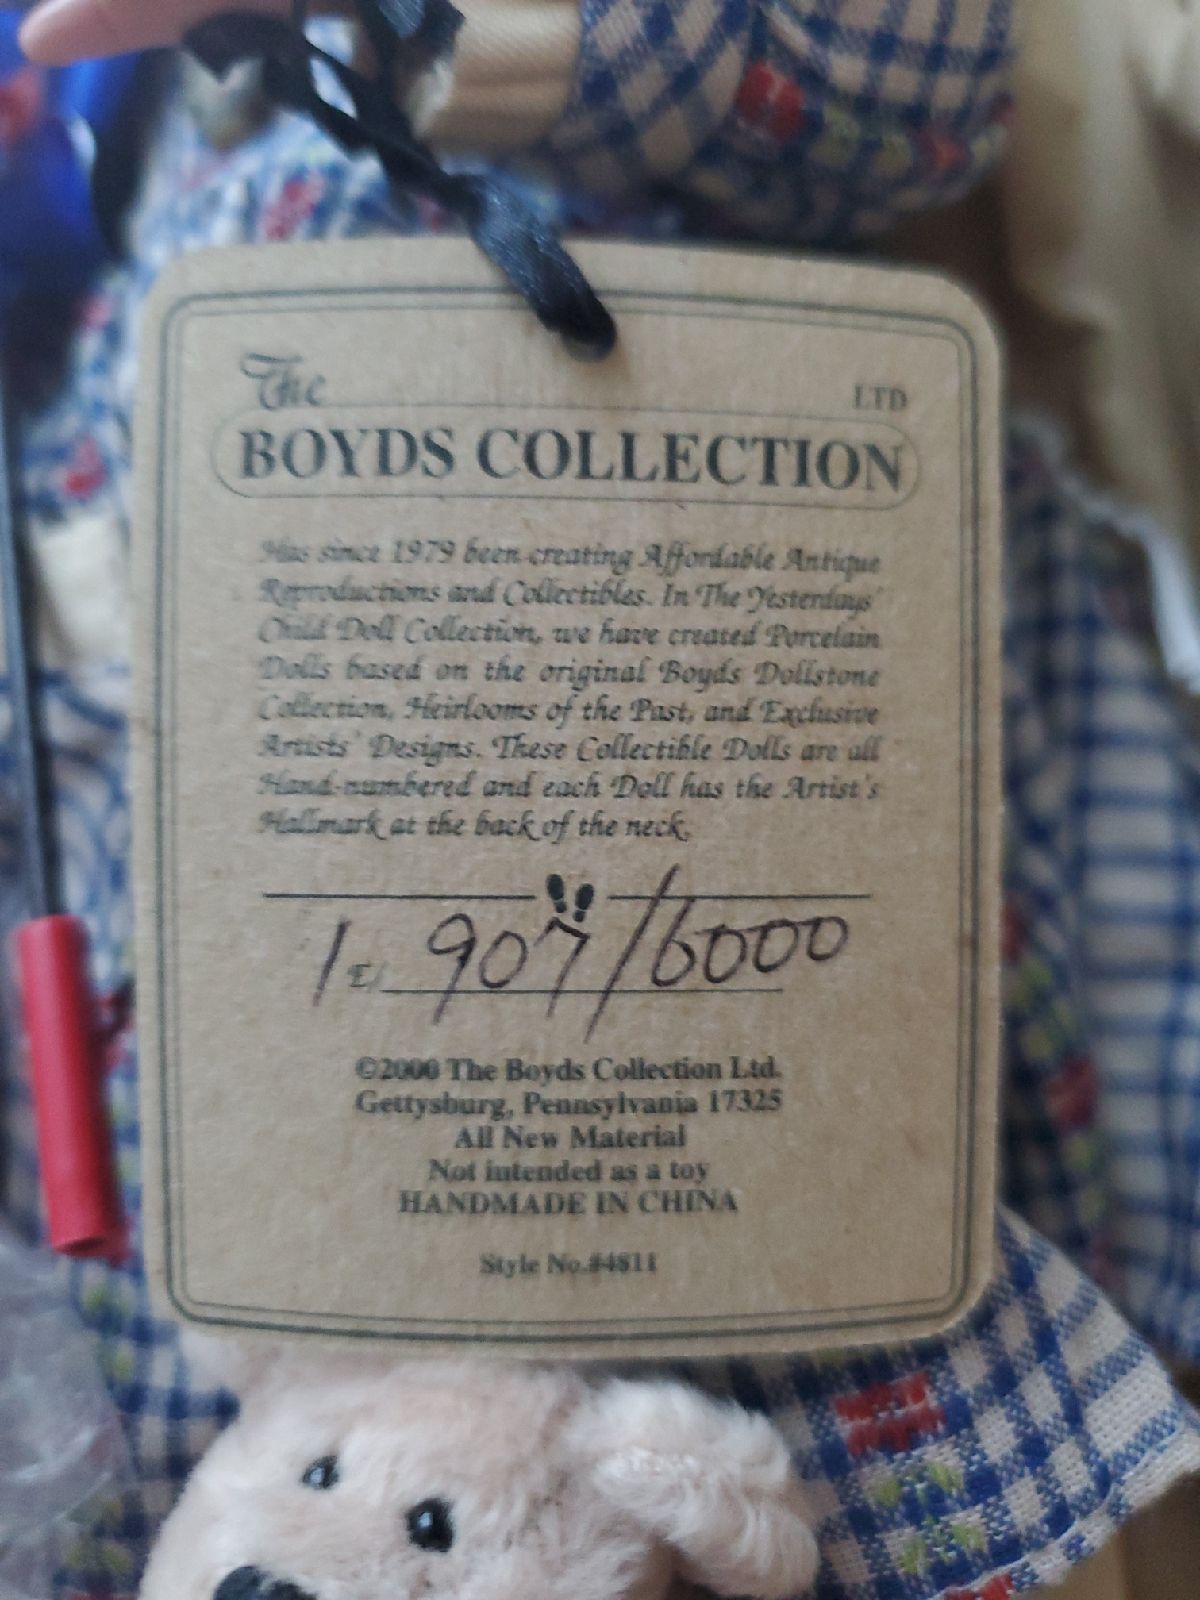 The
LTD
BOYDS COLLECTION
Has since 1979 been creating Affordable Antique
Reproductions and Collectibles. In The Yesterdays'
Child Doll Collection, we have created Porcelain
Dolls based on the original Boyds Dollstone
Collection, Heirlooms of the Past, and Exclusive
Artists' Designs. These Collectible Dolls are all
Hand-numbered and each Doll has the Artist's
Hallmark at the back of the neck.
1 E/ 907/6000
©2000 The Boyds Collection Ltd.
Gettysburg, Pennsylvania 17325
All New Material
Not intended as a toy
HANDMADE IN CHINA
Style No.#4811